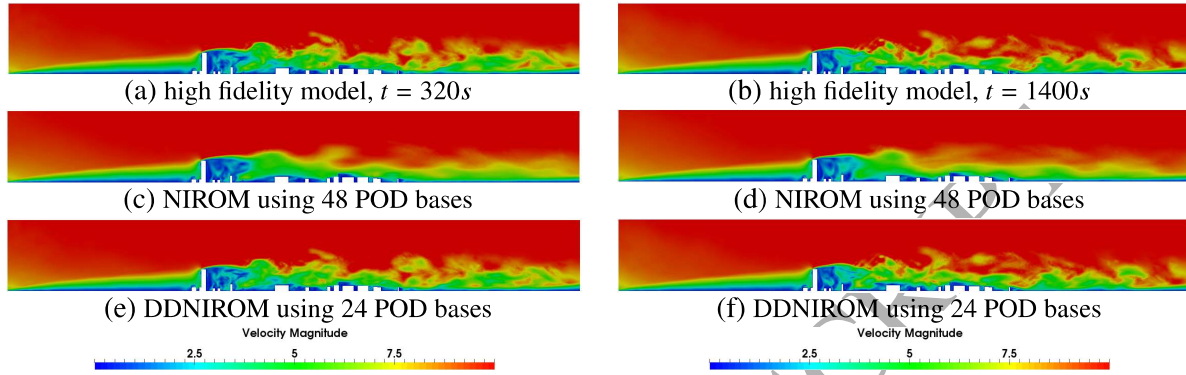 (a) high fidelity model, t = 320s
(b) high fidelity model, t = 1400s
(c) NIROM using 48 POD bases
(d) NIROM using 48 POD bases
(e) DDNIROM using 24 POD bases
(f) DDNIROM using 24 POD bases
Velocity Magnitude
Velocity Magnitude
2.5 5 7.5
2.5 5 7.5